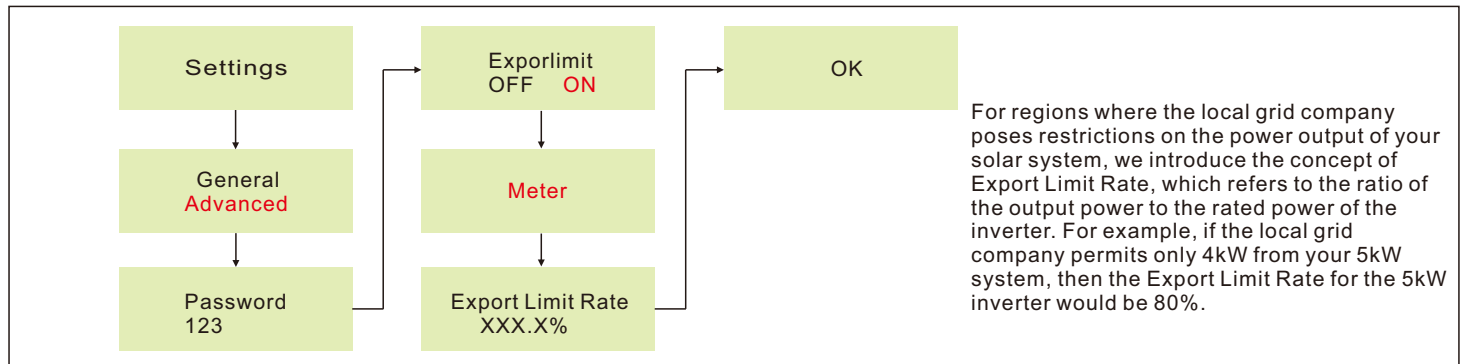 Settings
General
Advanced
Password
123
Exporlimit
OFF ON
Meter
Export Limit Rate
XXX.X%
OK
For regions where the local grid company
poses restrictions on the power output of your
solar system, we introduce the concept of
Export Limit Rate, which refers to the ratio of
the output power to the rated power of the
inverter. For example, if the local grid
company permits only 4kW from your 5kW
system, then the Export Limit Rate for the 5kW
inverter would be 80%.